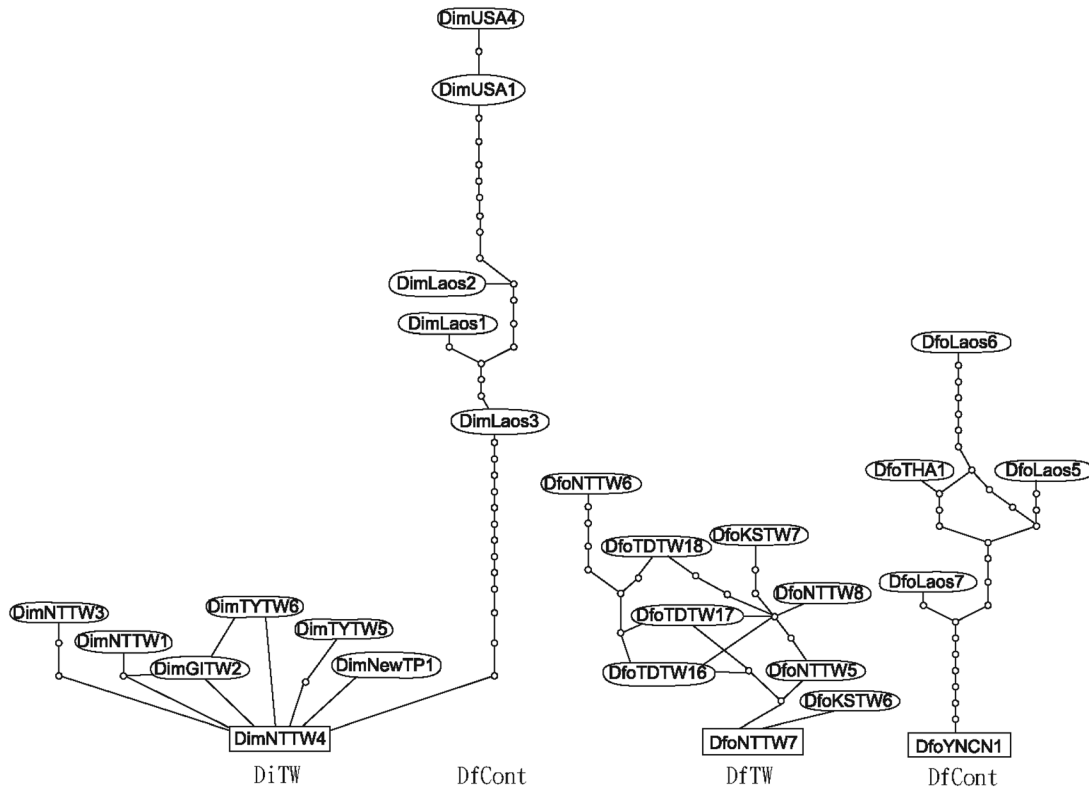 DimUSA4
DimUSA1
DimLaos2
DimLaos1
DfoLaos6
DimLaos3
DfoTHA1
DfoLaos5
DfoNTTW6
DfoKSTW7
DfoTDTW18
DfoLaos7
DfoNTTW8
DimNTTW3
DimTYTW6
DfoTDTW17
DimTYTW5
DimNTTW1
DimGITW2
DimNewTP1
DfoTDTW16
DfoNTTW5
DfoKSTW6
DimNTTW4
DfoNTTW7
DfoYNCN1
DiTW
DfCont
DfTW
DfCont